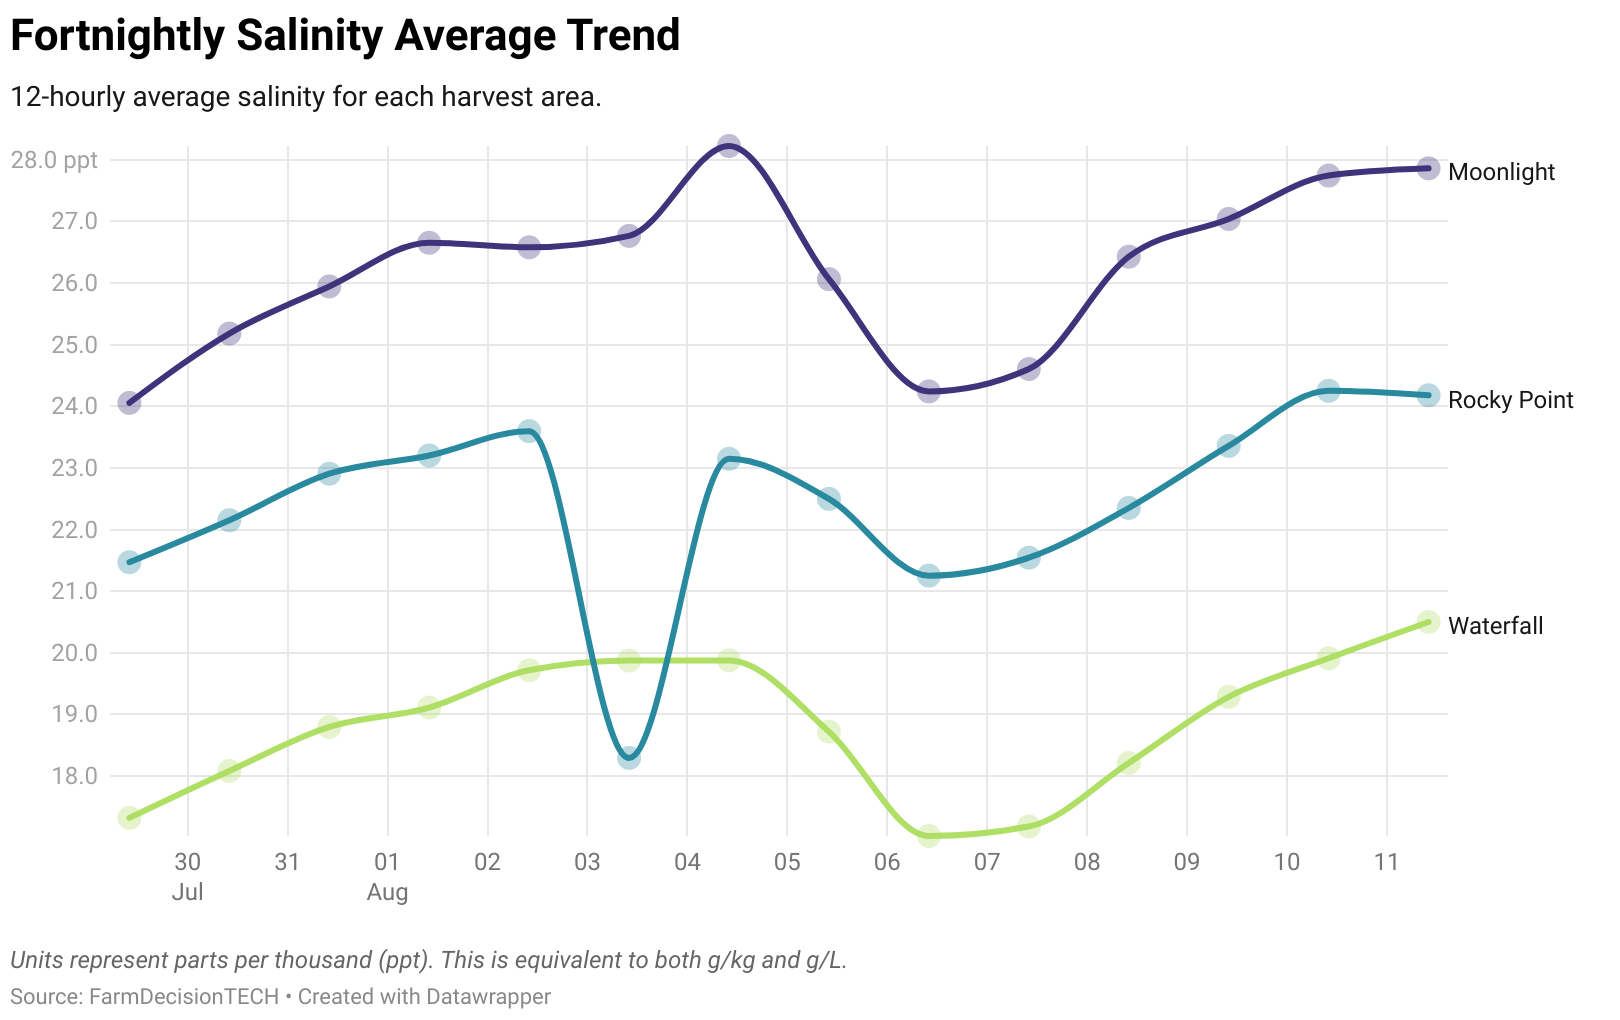 Fortnightly Salinity Average Trend
12-hourly average salinity for each harvest area.
28.0 ppt
27.0
26.0
25.0
24.0
23.0
22.0
21.0
20.0
19.0
18.0
Moonlight
Rocky Point
Waterfall
30 31 01 02 03 04 05 06 07 08 09 10 11
Jul Aug
Units represent parts per thousand (ppt). This is equivalent to both g/kg and g/L.
Source: FarmDecisionTECH • Created with Datawrapper